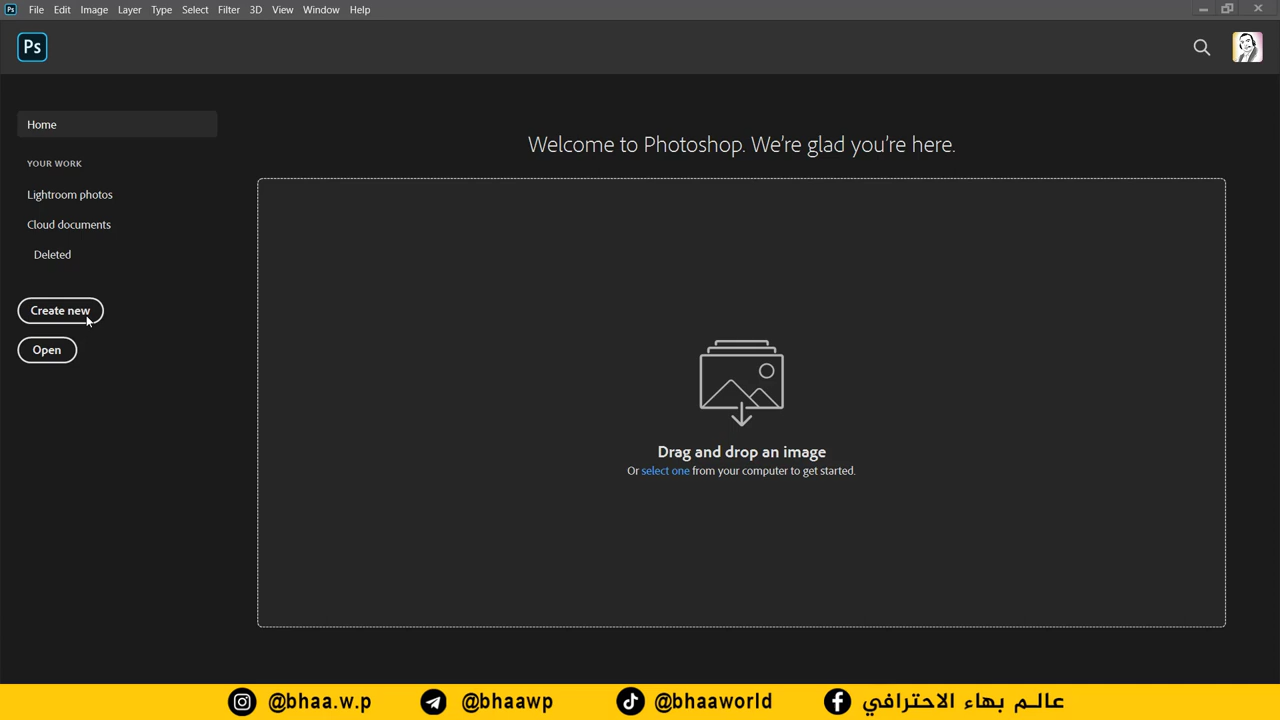 Ps File Edit Image Layer Type Select Filter 3D View Window Help
Ps
Home
YOUR WORK
Lightroom photos
Cloud documents
Deleted
Create new
Open
Welcome to Photoshop. We're glad you're here.
Drag and drop an image
Or select one from your computer to get started.
@bhaa.w.p @bhaawp @bhaaworld عالم بهاء الاحترافي